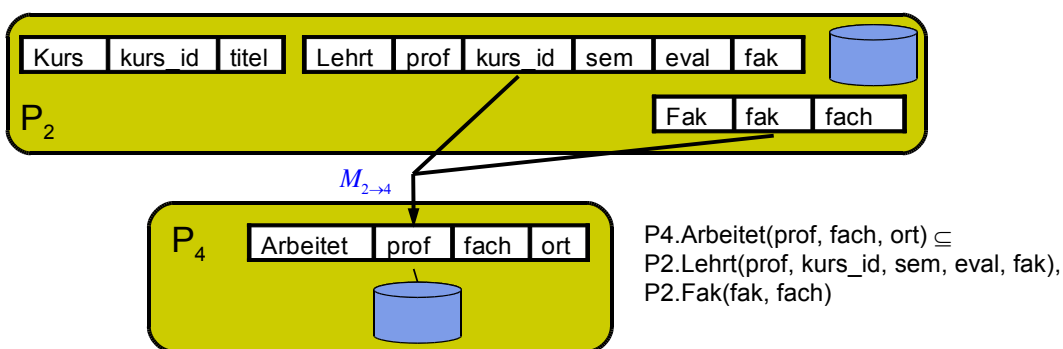 Kurs kurs_id titel Lehrt prof kurs_id sem eval fak
P2
Fak fak fach
M2→4
P4
Arbeitet prof fach ort
P4.Arbeitet(prof, fach, ort) ⊆
P2.Lehrt(prof, kurs_id, sem, eval, fak),
P2.Fak(fak, fach)